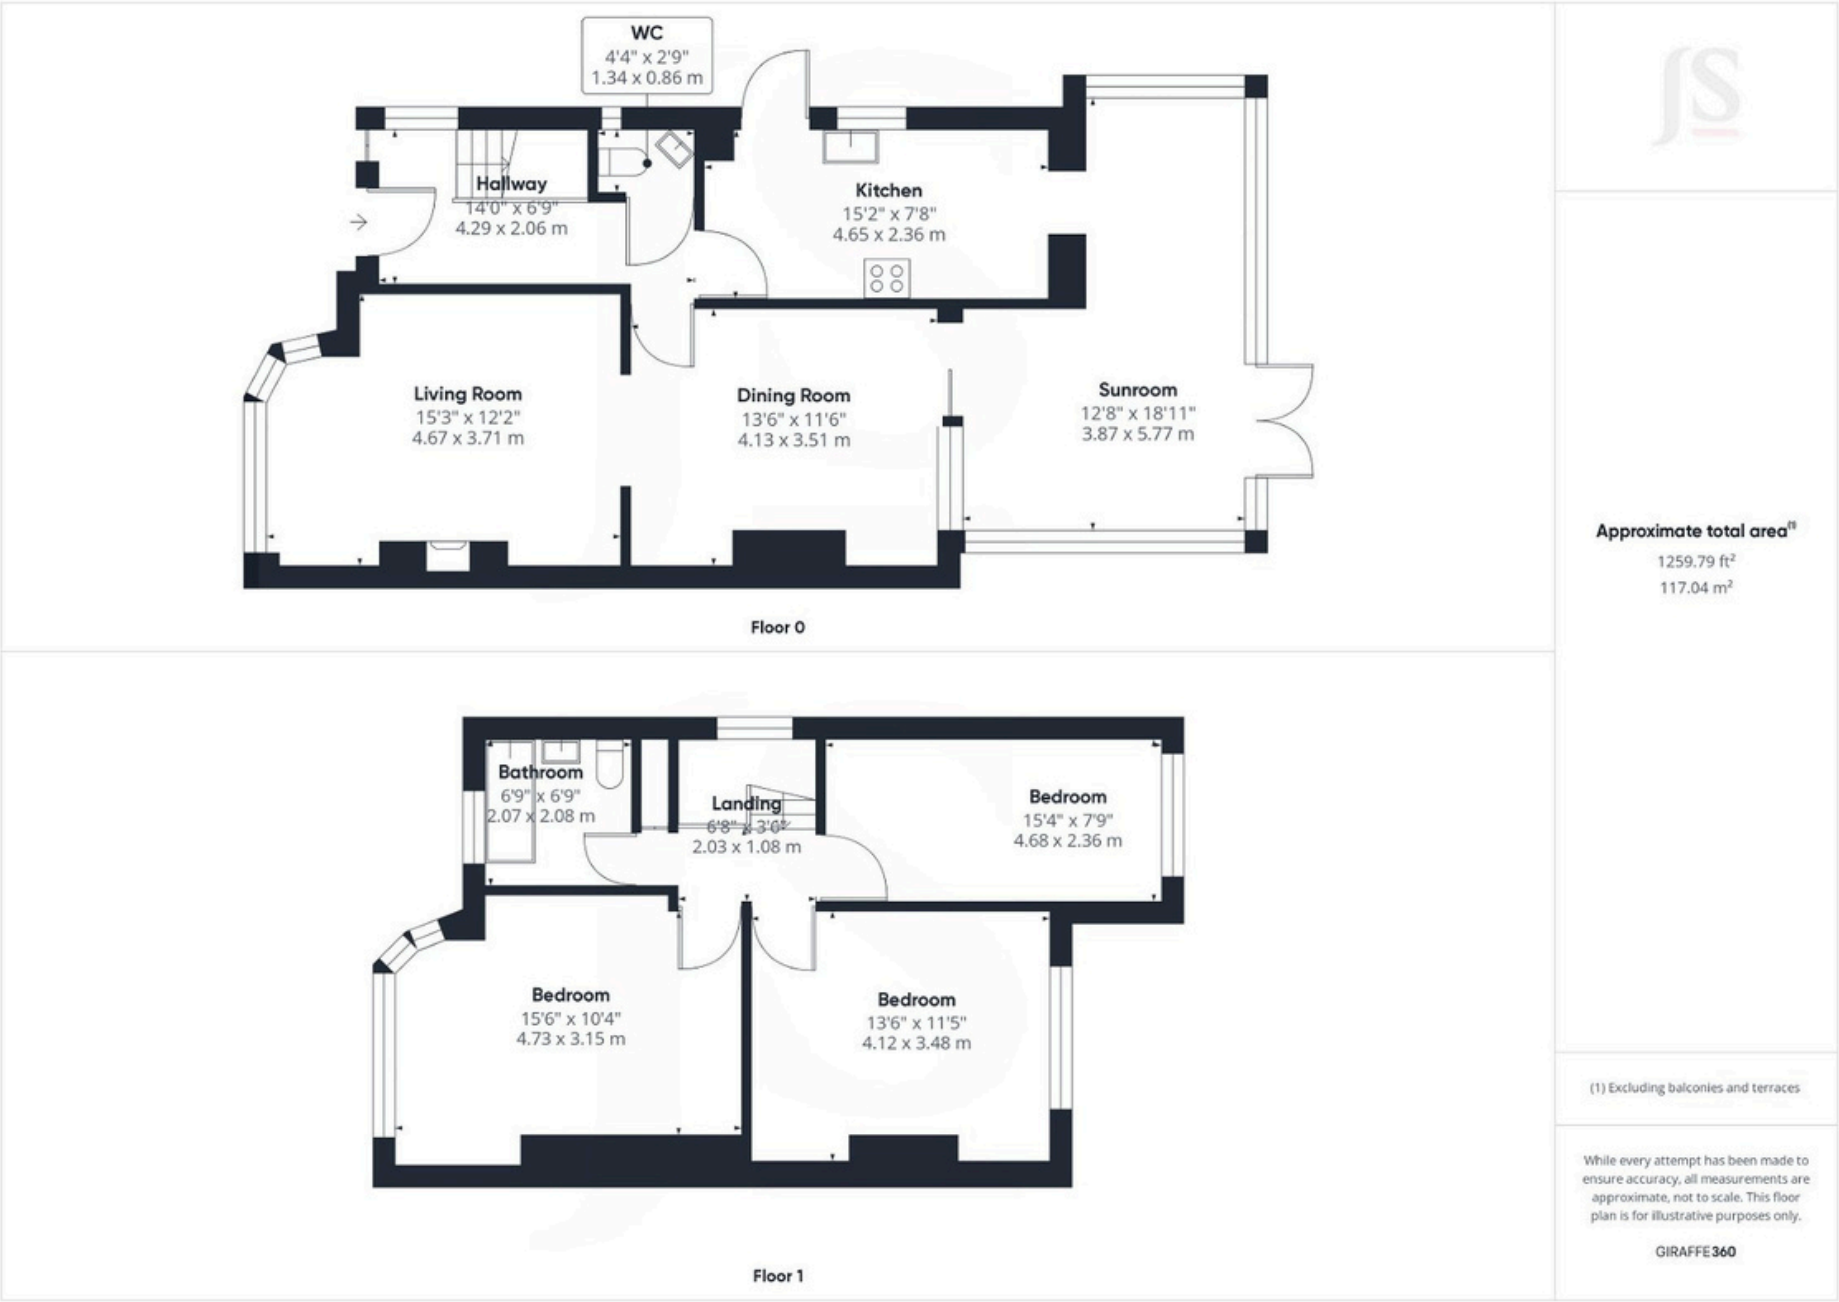 WC
4'4" x 2'9"
1.34 x 0.86 m
Hallway
14'0" x 6'9"
4.29 x 2.06 m
Kitchen
15'2" x 7'8"
4.65 x 2.36 m
Living Room
15'3" x 12'2"
4.67 x 3.71 m
Dining Room
13'6" x 11'6"
4.13 x 3.51 m
Sunroom
12'8" x 18'11"
3.87 x 5.77 m
Floor 0
Bathroom
6'9" x 6'9"
2.07 x 2.08 m
Landing
6'8" x 3'6"
2.03 x 1.08 m
Bedroom
15'4" x 7'9"
4.68 x 2.36 m
Bedroom
15'6" x 10'4"
4.73 x 3.15 m
Bedroom
13'6" x 11'5"
4.12 x 3.48 m
Floor 1
JS
Approximate total area(1)
1259.79 ft²
117.04 m²
(1) Excluding balconies and terraces
While every attempt has been made to
ensure accuracy, all measurements are
approximate, not to scale. This floor
plan is for illustrative purposes only.
GIRAFFE360